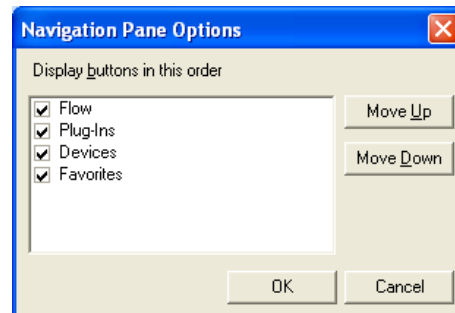 Navigation Pane Options
Display buttons in this order
Flow
Plug-Ins
Devices
Favorites
Move Up
Move Down
OK
Cancel